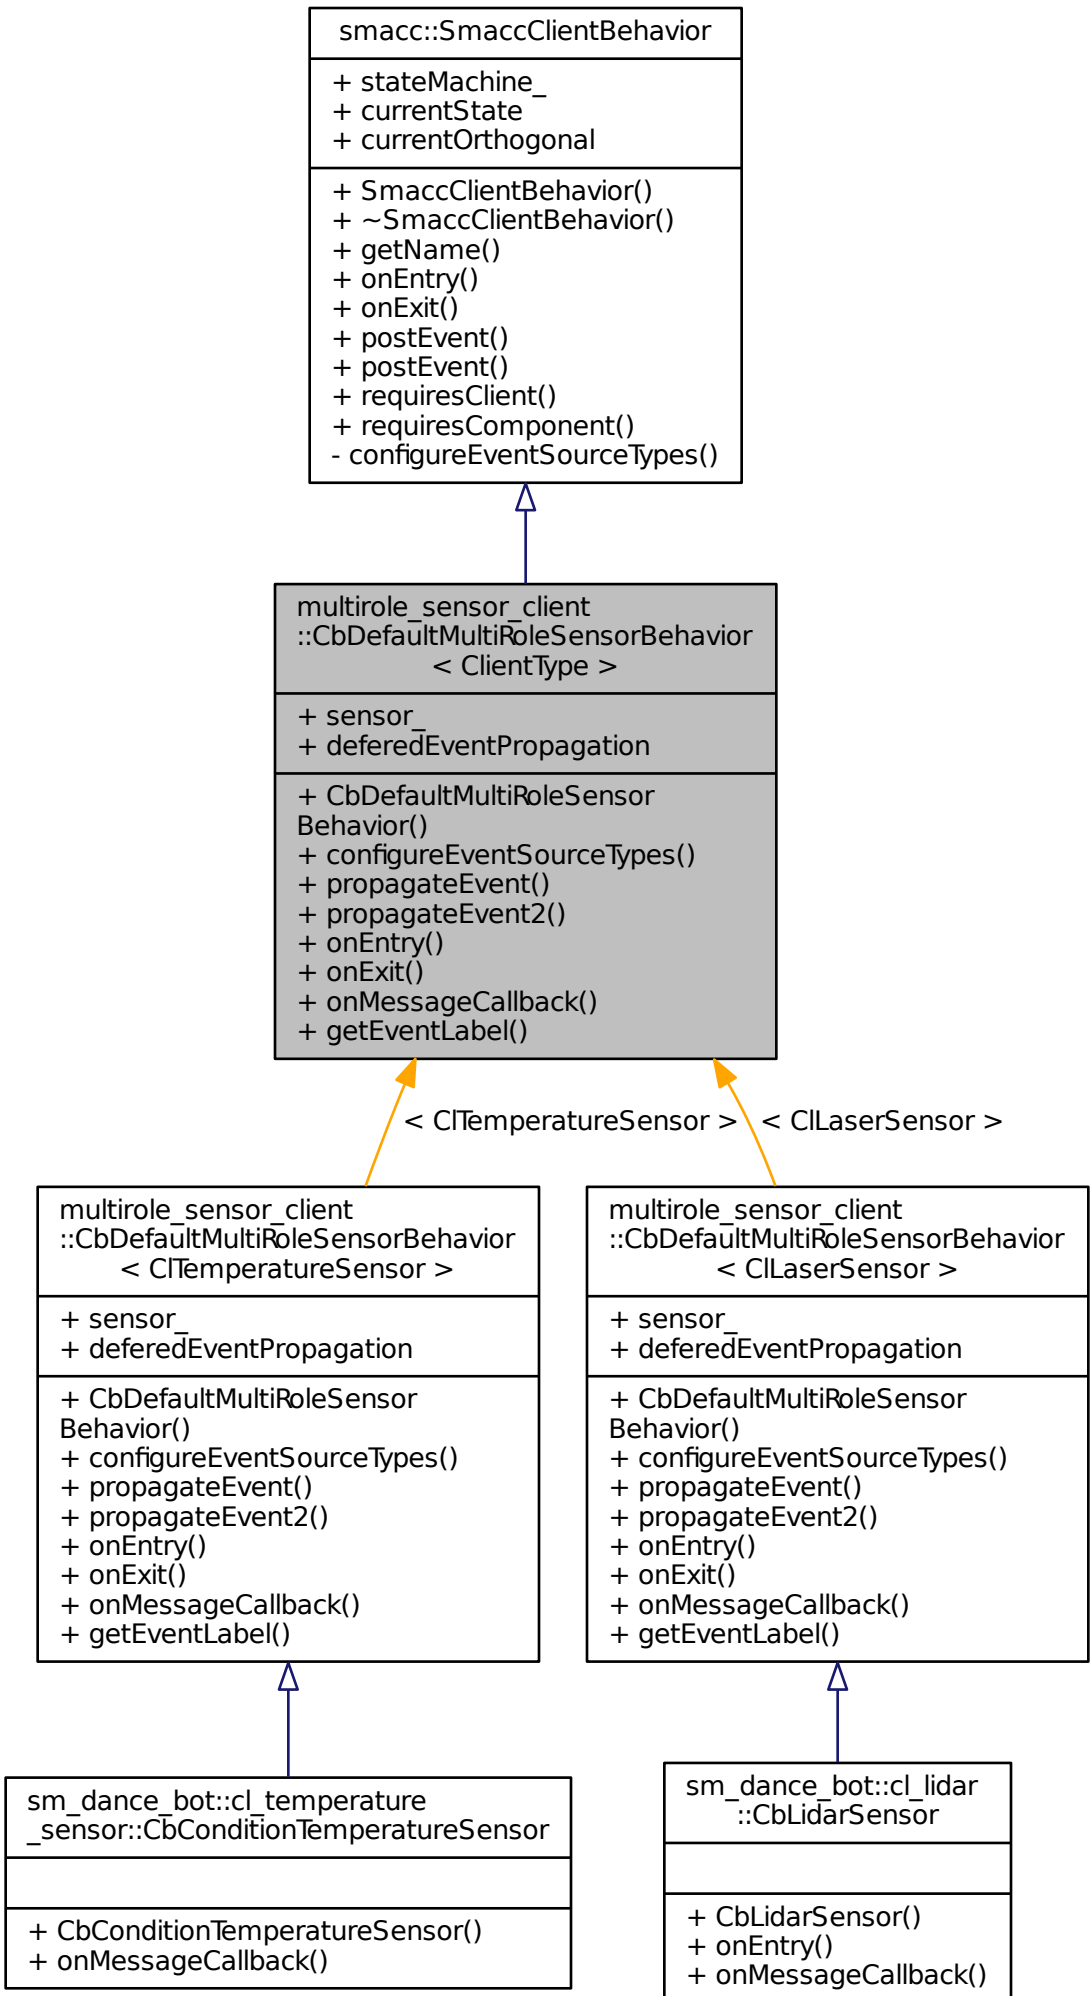 smacc::SmaccClientBehavior
+ stateMachine_
+ currentState
+ currentOrthogonal
+ SmaccClientBehavior()
+ ~SmaccClientBehavior()
+ getName()
+ onEntry()
+ onExit()
+ postEvent()
+ postEvent()
+ requiresClient()
+ requiresComponent()
- configureEventSourceTypes()
multirole_sensor_client
::CbDefaultMultiRoleSensorBehavior
< ClientType >
+ sensor_
+ deferedEventPropagation
+ CbDefaultMultiRoleSensor
Behavior()
+ configureEventSourceTypes()
+ propagateEvent()
+ propagateEvent2()
+ onEntry()
+ onExit()
+ onMessageCallback()
+ getEventLabel()
< ClTemperatureSensor >
< ClLaserSensor >
multirole_sensor_client
::CbDefaultMultiRoleSensorBehavior
< ClTemperatureSensor >
+ sensor_
+ deferedEventPropagation
+ CbDefaultMultiRoleSensor
Behavior()
+ configureEventSourceTypes()
+ propagateEvent()
+ propagateEvent2()
+ onEntry()
+ onExit()
+ onMessageCallback()
+ getEventLabel()
multirole_sensor_client
::CbDefaultMultiRoleSensorBehavior
< ClLaserSensor >
+ sensor_
+ deferedEventPropagation
+ CbDefaultMultiRoleSensor
Behavior()
+ configureEventSourceTypes()
+ propagateEvent()
+ propagateEvent2()
+ onEntry()
+ onExit()
+ onMessageCallback()
+ getEventLabel()
sm_dance_bot::cl_temperature
_sensor::CbConditionTemperatureSensor
+ CbConditionTemperatureSensor()
+ onMessageCallback()
sm_dance_bot::cl_lidar
::CbLidarSensor
+ CbLidarSensor()
+ onEntry()
+ onMessageCallback()